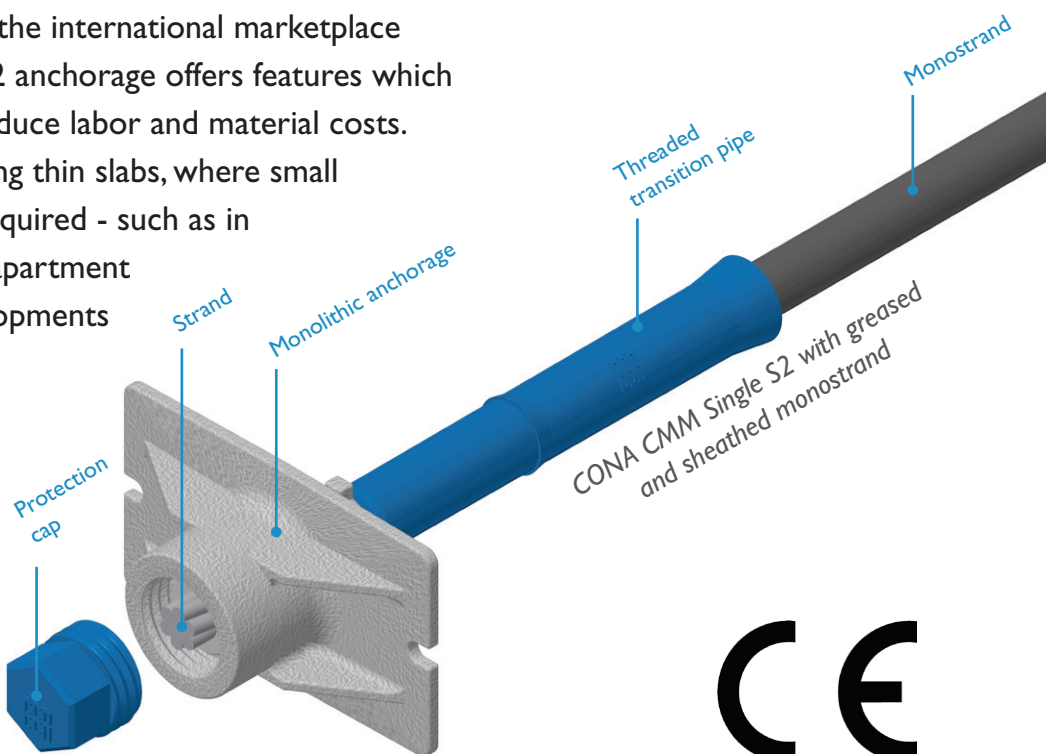 the international marketplace
2 anchorage offers features which
duce labor and material costs.
ng thin slabs, where small
quired - such as in
apartment
opments
Monostrand
Threaded
transition pipe
Monolithic anchorage
Strand
Protection
cap
CONA CMM Single S2 with greased
and sheathed monostrand
CE